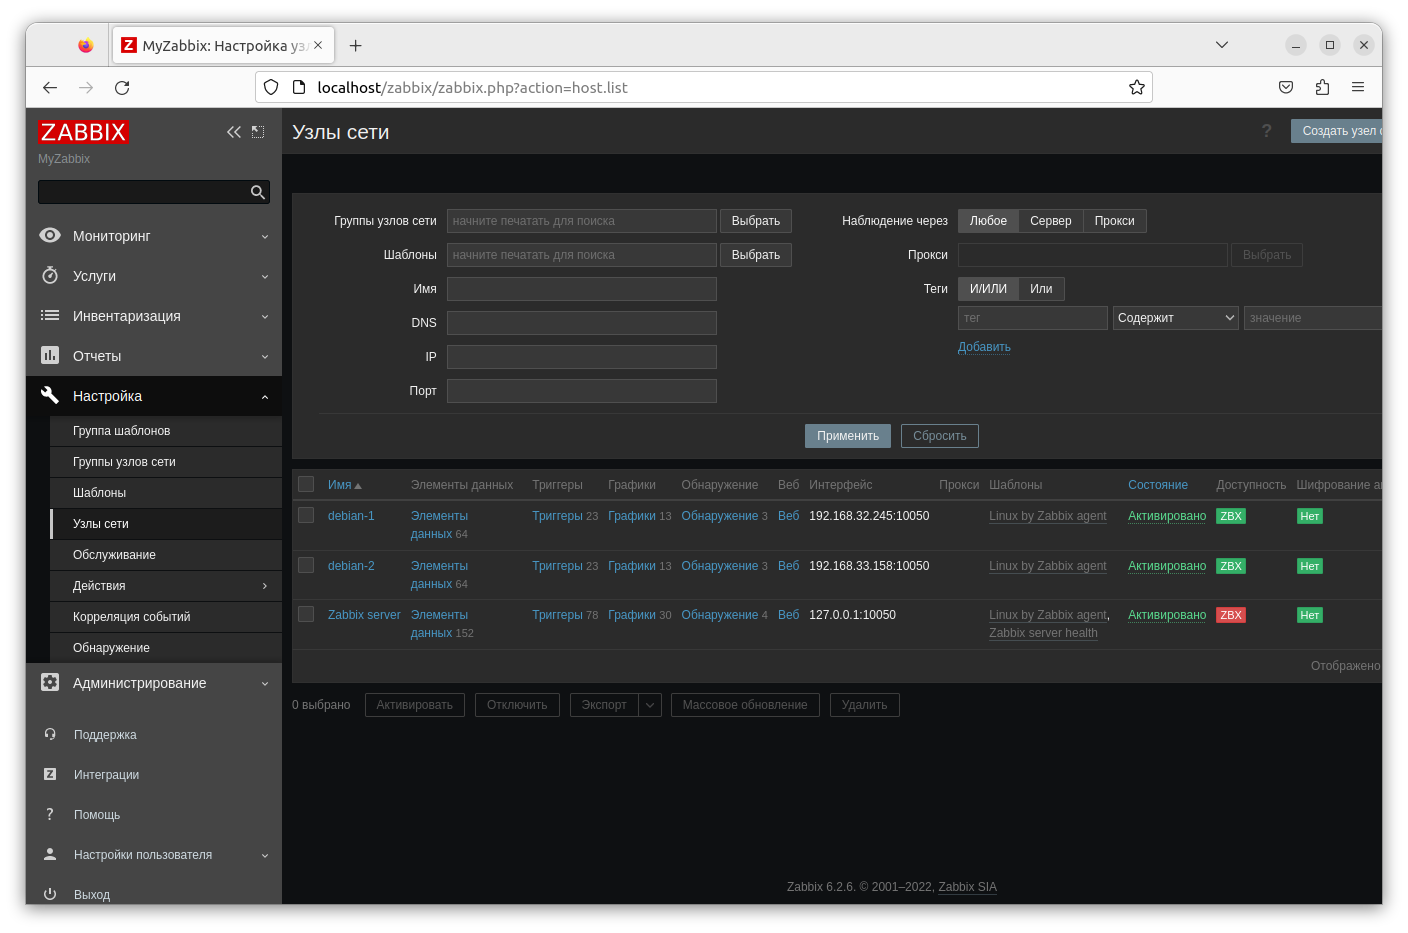 MyZabbix: Настройка уз
localhost/zabbix/zabbix.php?action=host.list
ZABBIX
MyZabbix
Мониторинг
Услуги
Инвентаризация
Отчеты
Настройка
Группа шаблонов
Группы узлов сети
Шаблоны
Узлы сети
Обслуживание
Действия
Корреляция событий
Обнаружение
Администрирование
Поддержка
Интеграции
Помощь
Настройки пользователя
Выход
Узлы сети
? Создать узел с
Группы узлов сети начните печатать для поиска Выбрать
Шаблоны начните печатать для поиска Выбрать
Имя
DNS
IP
Порт
Наблюдение через Любое Сервер Прокси
Прокси Выбрать
Теги И/ИЛИ Или
тег Содержит значение
Добавить
Применить Сбросить
Имя Элементы данных Триггеры Графики Обнаружение Веб Интерфейс Прокси Шаблоны Состояние Доступность Шифрование аг
debian-1 Элементы данных 64 Триггеры 23 Графики 13 Обнаружение 3 Веб 192.168.32.245:10050 Linux by Zabbix agent Активировано ZBX Нет
debian-2 Элементы данных 64 Триггеры 23 Графики 13 Обнаружение 3 Веб 192.168.33.158:10050 Linux by Zabbix agent Активировано ZBX Нет
Zabbix server Элементы данных 152 Триггеры 78 Графики 30 Обнаружение 4 Веб 127.0.0.1:10050 Linux by Zabbix agent, Zabbix server health Активировано ZBX Нет
Отображено
0 выбрано Активировать Отключить Экспорт Массовое обновление Удалить
Zabbix 6.2.6. © 2001–2022, Zabbix SIA